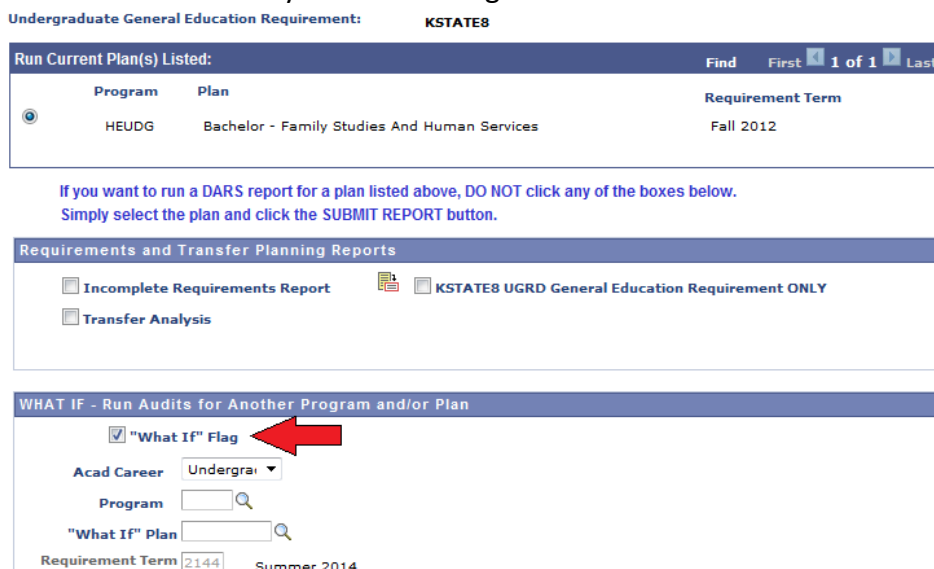 Undergraduate General Education Requirement: KSTATE8
Run Current Plan(s) Listed: Find First 1 of 1 Last
Program Plan Requirement Term
HEUDG Bachelor - Family Studies And Human Services Fall 2012
If you want to run a DARS report for a plan listed above, DO NOT click any of the boxes below.
Simply select the plan and click the SUBMIT REPORT button.
Requirements and Transfer Planning Reports
Incomplete Requirements Report KSTATE8 UGRD General Education Requirement ONLY
Transfer Analysis
WHAT IF - Run Audits for Another Program and/or Plan
"What If" Flag
Acad Career Undergra
Program
"What If" Plan
Requirement Term 2144 Summer 2014